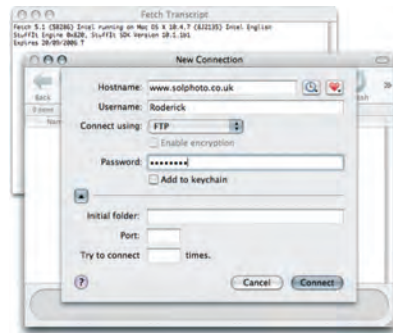 Fetch Transcript
Fetch 5.1 (5B206) Intel running on Mac OS X 10.4.7 (8J2135) Intel English
StuffIt Engine 0x820, StuffIt SDK Version 10.1.1b1
Expires 20/09/2006 ?
New Connection
Back
Hostname: www.solphoto.co.uk
Username: Roderick
Connect using: FTP
Enable encryption
Password: ••••••••
Add to keychain
Initial folder:
Port:
Try to connect times.
? Cancel Connect